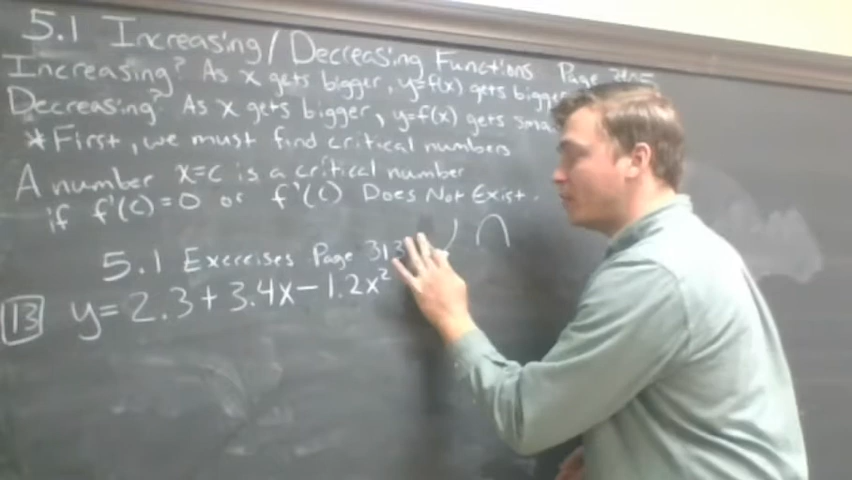 5.1 Increasing/Decreasing Functions Page
Increasing? As x gets bigger, y=f(x) gets bigger
Decreasing? As x gets bigger, y=f(x) gets
*First, we must find critical numbers
A number x=c is a critical number
if f'(c)=0 or f'(c) Does Not Exist.
5.1 Exercises Page 313
13 y=2.3+3.4x-1.2x²